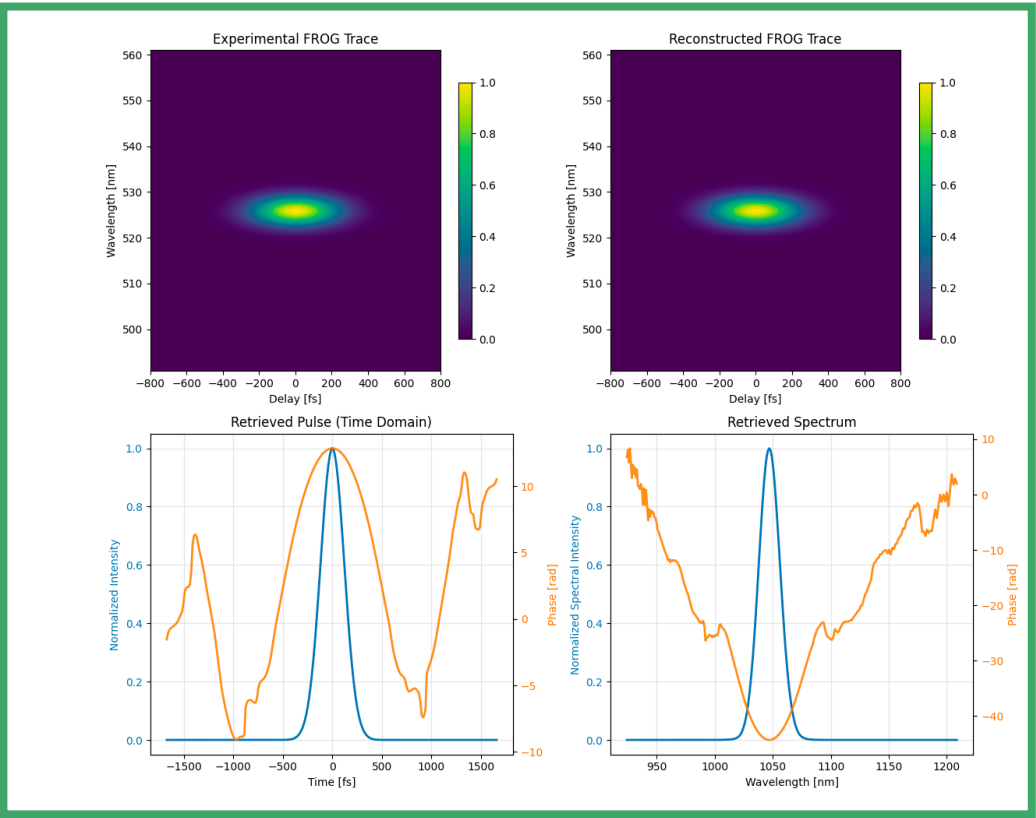 Experimental FROG Trace
Reconstructed FROG Trace
Wavelength [nm]
560
550
540
530
520
510
500
−800 −600 −400 −200 0 200 400 600 800
Delay [fs]
1.0
0.8
0.6
0.4
0.2
0.0
Wavelength [nm]
560
550
540
530
520
510
500
−800 −600 −400 −200 0 200 400 600 800
Delay [fs]
1.0
0.8
0.6
0.4
0.2
0.0
Retrieved Pulse (Time Domain)
Normalized Intensity
1.0
0.8
0.6
0.4
0.2
0.0
−1500 −1000 −500 0 500 1000 1500
Time [fs]
10
5
0
−5
−10
Phase [rad]
Retrieved Spectrum
Normalized Spectral Intensity
1.0
0.8
0.6
0.4
0.2
0.0
950 1000 1050 1100 1150 1200
Wavelength [nm]
10
0
−10
−20
−30
−40
Phase [rad]